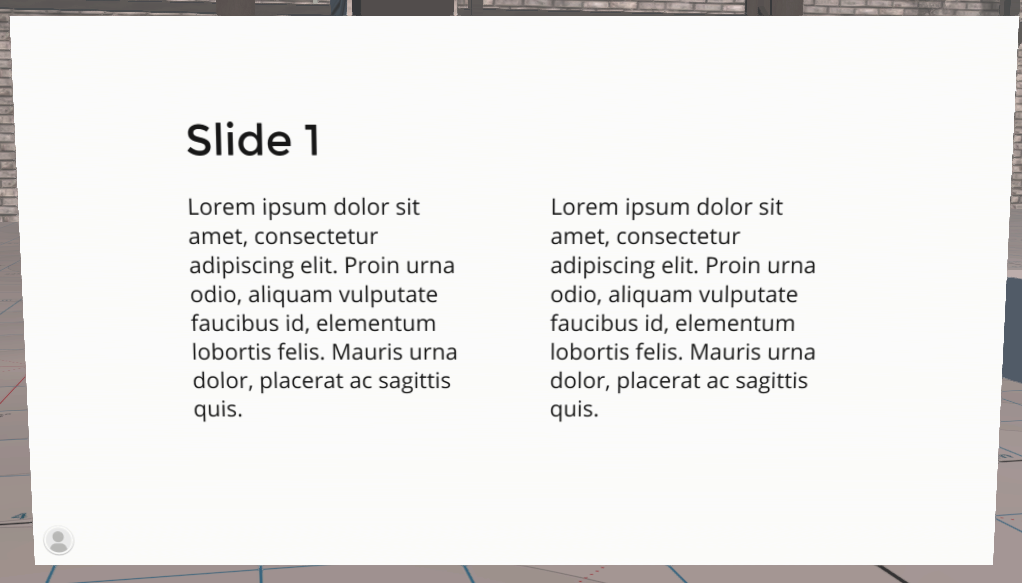 Slide 1
Lorem ipsum dolor sit
amet, consectetur
adipiscing elit. Proin urna
odio, aliquam vulputate
faucibus id, elementum
lobortis felis. Mauris urna
dolor, placerat ac sagittis
quis.
Lorem ipsum dolor sit
amet, consectetur
adipiscing elit. Proin urna
odio, aliquam vulputate
faucibus id, elementum
lobortis felis. Mauris urna
dolor, placerat ac sagittis
quis.